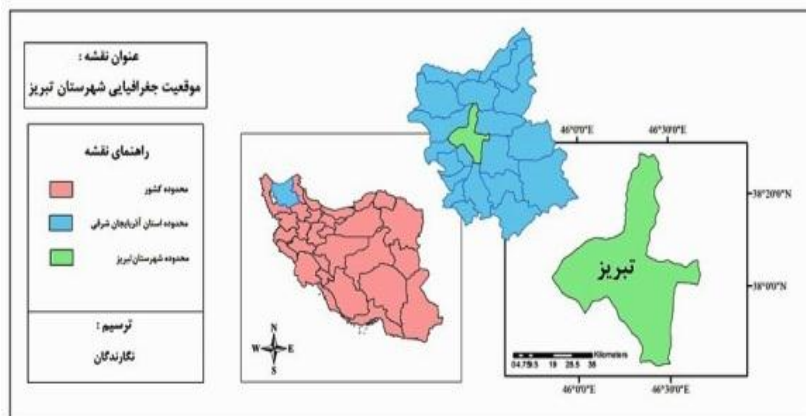 عنوان نقشه :
موقعیت جغرافیایی شهرستان تبریز
راهنمای نقشه
محدوده کشور
محدوده استان آذربایجان شرقی
محدوده شهرستان تبریز
ترسیم :
نگارندگان
N
W E
S
46°0'0"E 46°30'0"E
38°20'0"N
38°0'0"N
تبریز
Kilometers
46°0'0"E 46°30'0"E